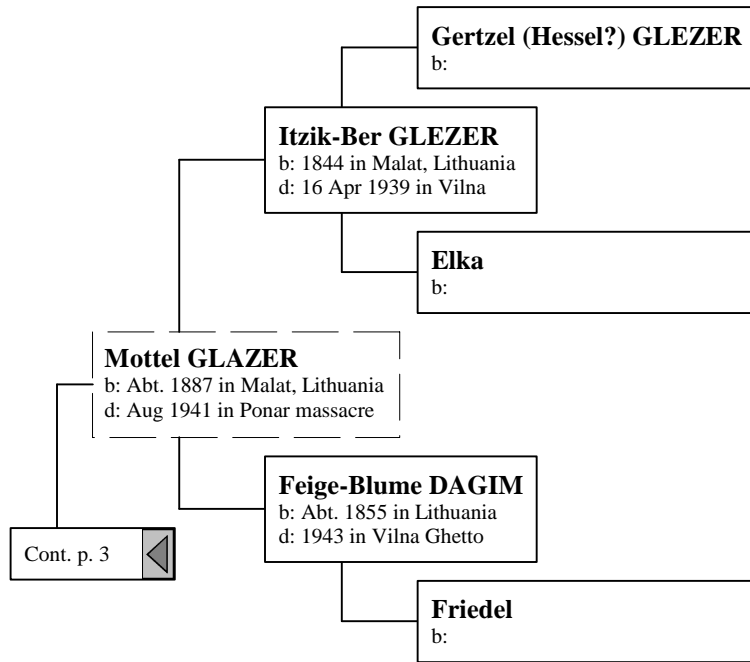 Gertzel (Hessel?) GLEZER
b:
Itzik-Ber GLEZER
b: 1844 in Malat, Lithuania
d: 16 Apr 1939 in Vilna
Elka
b:
Mottel GLAZER
b: Abt. 1887 in Malat, Lithuania
d: Aug 1941 in Ponar massacre
Feige-Blume DAGIM
b: Abt. 1855 in Lithuania
d: 1943 in Vilna Ghetto
Cont. p. 3
Friedel
b: